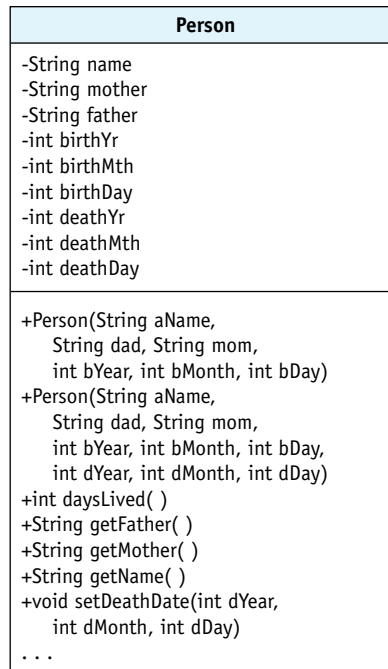 Person
-String name
-String mother
-String father
-int birthYr
-int birthMth
-int birthDay
-int deathYr
-int deathMth
-int deathDay
+Person(String aName,
String dad, String mom,
int bYear, int bMonth, int bDay)
+Person(String aName,
String dad, String mom,
int bYear, int bMonth, int bDay,
int dYear, int dMonth, int dDay)
+int daysLived( )
+String getFather( )
+String getMother( )
+String getName( )
+void setDeathDate(int dYear,
int dMonth, int dDay)
. . .